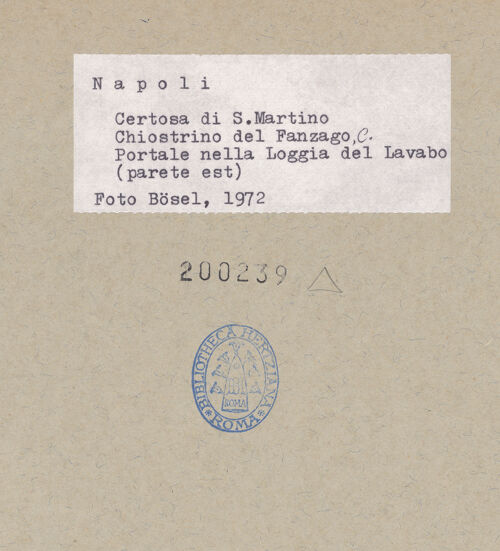 Napoli
Certosa di S.Martino
Chiostrino del Fanzago,C.
Portale nella Loggia del Lavabo
(parete est)
Foto Bösel, 1972
200239
BIBLIOTHECA HERTZIANA
ROMA
ROMA